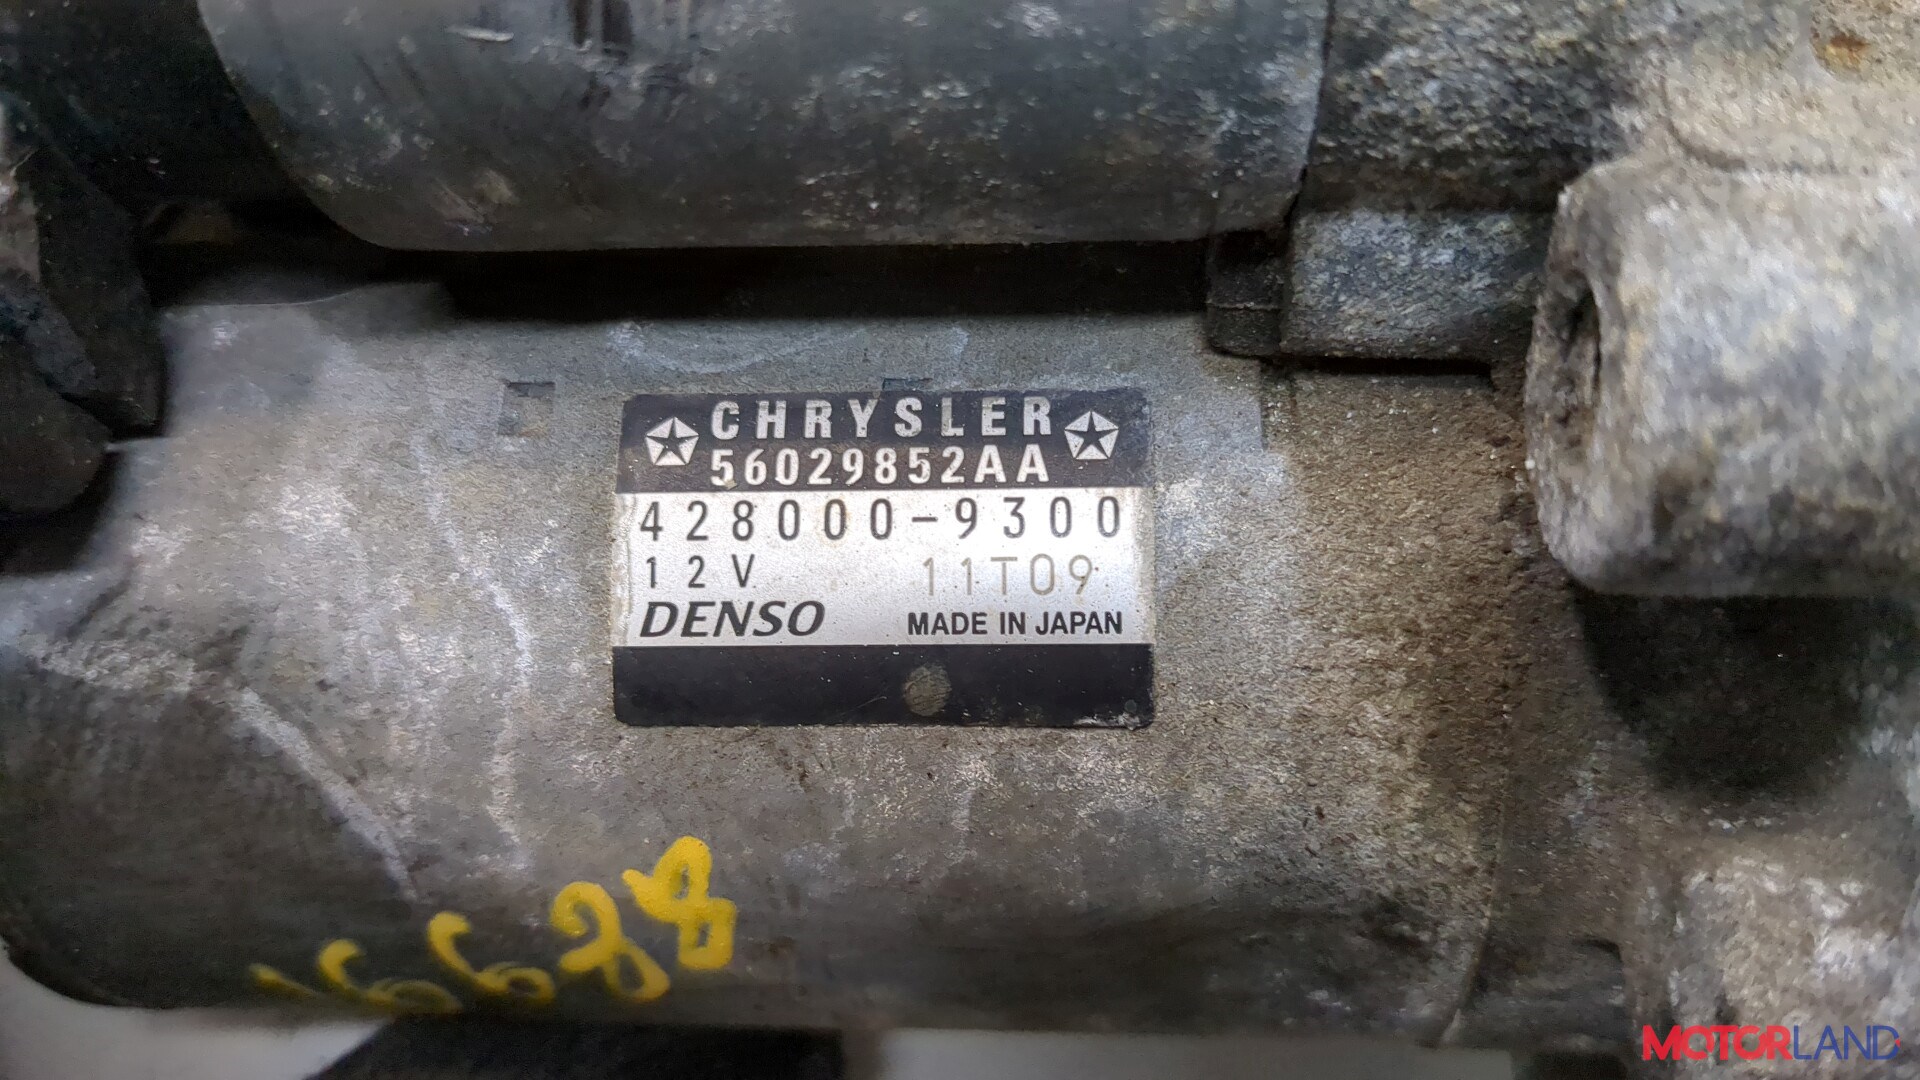 CHRYSLER
56029852AA
428000-9300
12V 11T09
DENSO MADE IN JAPAN
MOTORLAND